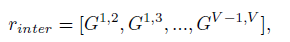 r_{inter} = [G^{1,2}, G^{1,3}, ..., G^{V-1,V}],